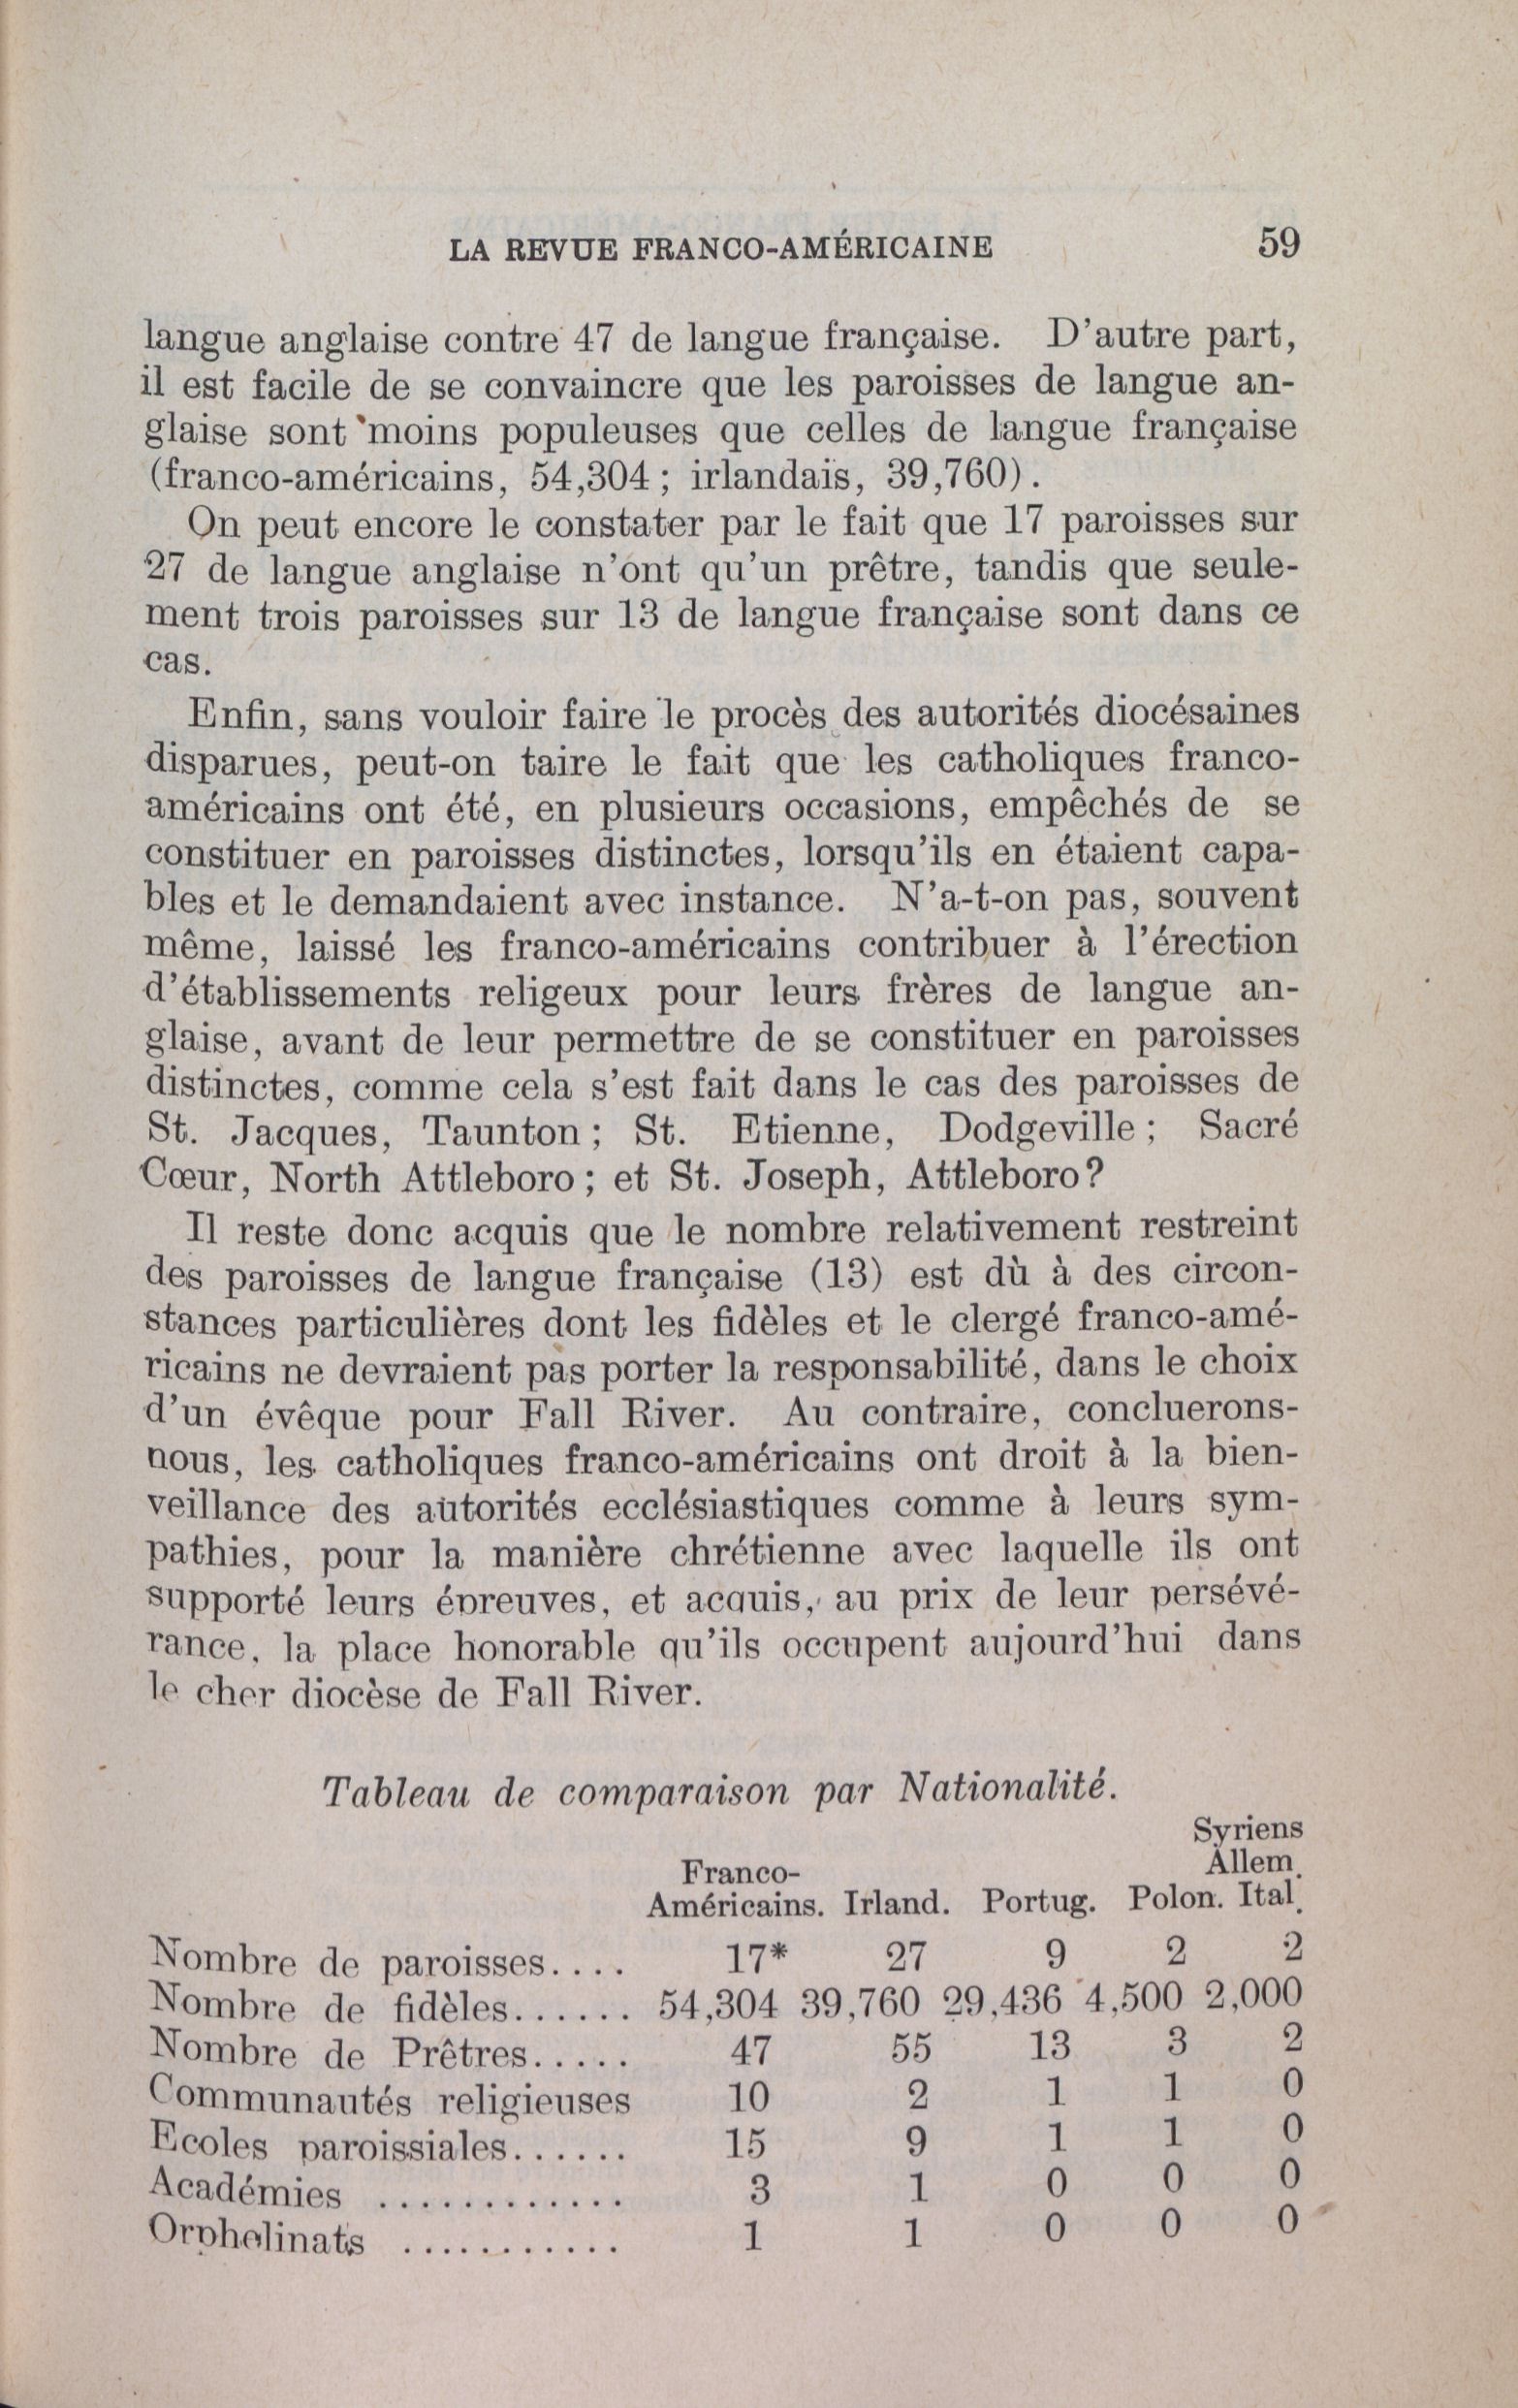 LA REVUE FRANCO-AMÉRICAINE 59
langue anglaise contre 47 de langue française. D'autre part,
il est facile de se convaincre que les paroisses de langue an-
glaise sont moins populeuses que celles de langue française
(franco-américains, 54,304; irlandais, 39,760).
On peut encore le constater par le fait que 17 paroisses sur
27 de langue anglaise n'ont qu'un prêtre, tandis que seule-
ment trois paroisses sur 13 de langue française sont dans ce
cas.
Enfin, sans vouloir faire le procès des autorités diocésaines
disparues, peut-on taire le fait que les catholiques franco-
américains ont été, en plusieurs occasions, empêchés de se
constituer en paroisses distinctes, lorsqu'ils en étaient capa-
bles et le demandaient avec instance. N'a-t-on pas, souvent
même, laissé les franco-américains contribuer à l'érection
d'établissements religeux pour leurs frères de langue an-
glaise, avant de leur permettre de se constituer en paroisses
distinctes, comme cela s'est fait dans le cas des paroisses de
St. Jacques, Taunton; St. Etienne, Dodgeville; Sacré
Cœur, North Attleboro; et St. Joseph, Attleboro?
Il reste donc acquis que le nombre relativement restreint
des paroisses de langue française (13) est dù à des circon-
stances particulières dont les fidèles et le clergé franco-amé-
ricains ne devraient pas porter la responsabilité, dans le choix
d'un évêque pour Fall River. Au contraire, concluerons-
nous, les catholiques franco-américains ont droit à la bien-
veillance des autorités ecclésiastiques comme à leurs sym-
pathies, pour la manière chrétienne avec laquelle ils ont
supporté leurs épreuves, et acquis, au prix de leur persévé-
rance, la place honorable qu'ils occupent aujourd'hui dans
le cher diocèse de Fall River.
Tableau de comparaison par Nationalité.
Syriens
Franco- Allem.
Américains. Irland. Portug. Polon. Ital.
Nombre de paroisses.... 17* 27 9 2 2
Nombre de fidèles...... 54,304 39,760 29,436 4,500 2,000
Nombre de Prêtres..... 47 55 13 3 2
Communautés religieuses 10 2 1 1 0
Ecoles paroissiales...... 15 9 1 1 0
Académies ............ 3 1 0 0 0
Orphelinats ........... 1 1 0 0 0